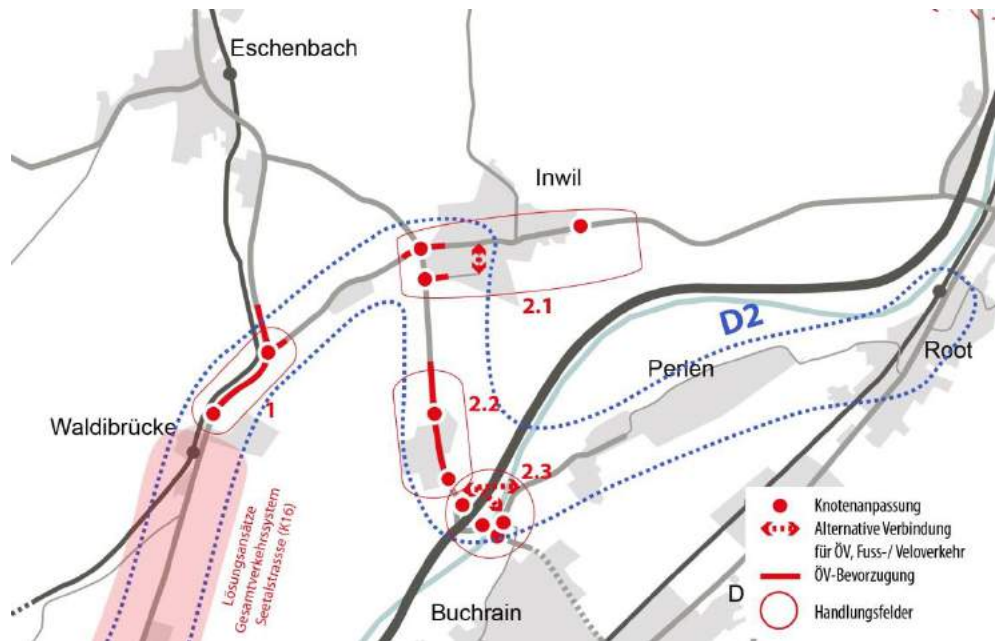 Eschenbach
Inwil
2.1
D2
Root
Perlen
2.2
Waldibrücke
1
2.3
Lösungsansätze
Gesamtverkehrssystem
Seetalstrasse (K16)
Buchrain
D
Knotenanpassung
Alternative Verbindung
für ÖV, Fuss-/ Veloverkehr
ÖV-Bevorzugung
Handlungsfelder